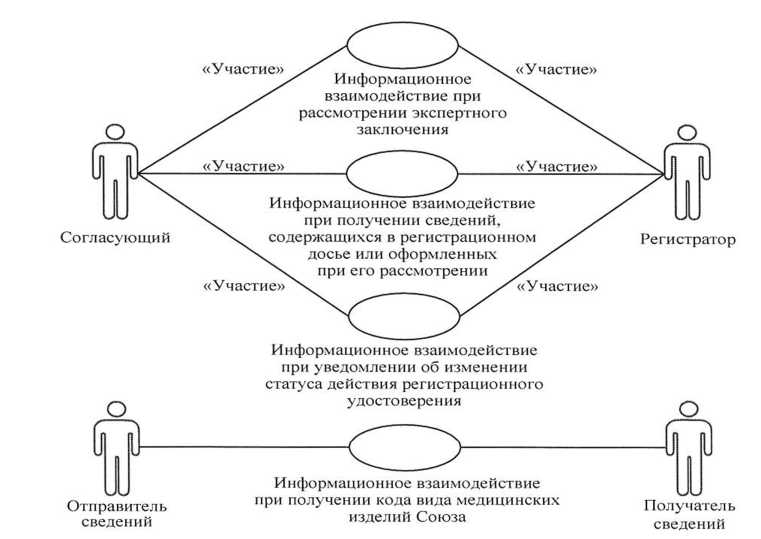 «Участие»
«Участие»
Информационное
взаимодействие при
рассмотрении экспертного
заключения
«Участие»
«Участие»
Согласующий
Информационное взаимодействие
при получении сведений,
содержащихся в регистрационном
досье или оформленных
при его рассмотрении
Регистратор
«Участие»
«Участие»
Информационное взаимодействие
при уведомлении об изменении
статуса действия регистрационного
удостоверения
Отправитель
сведений
Информационное взаимодействие
при получении кода вида медицинских
изделий Союза
Получатель
сведений